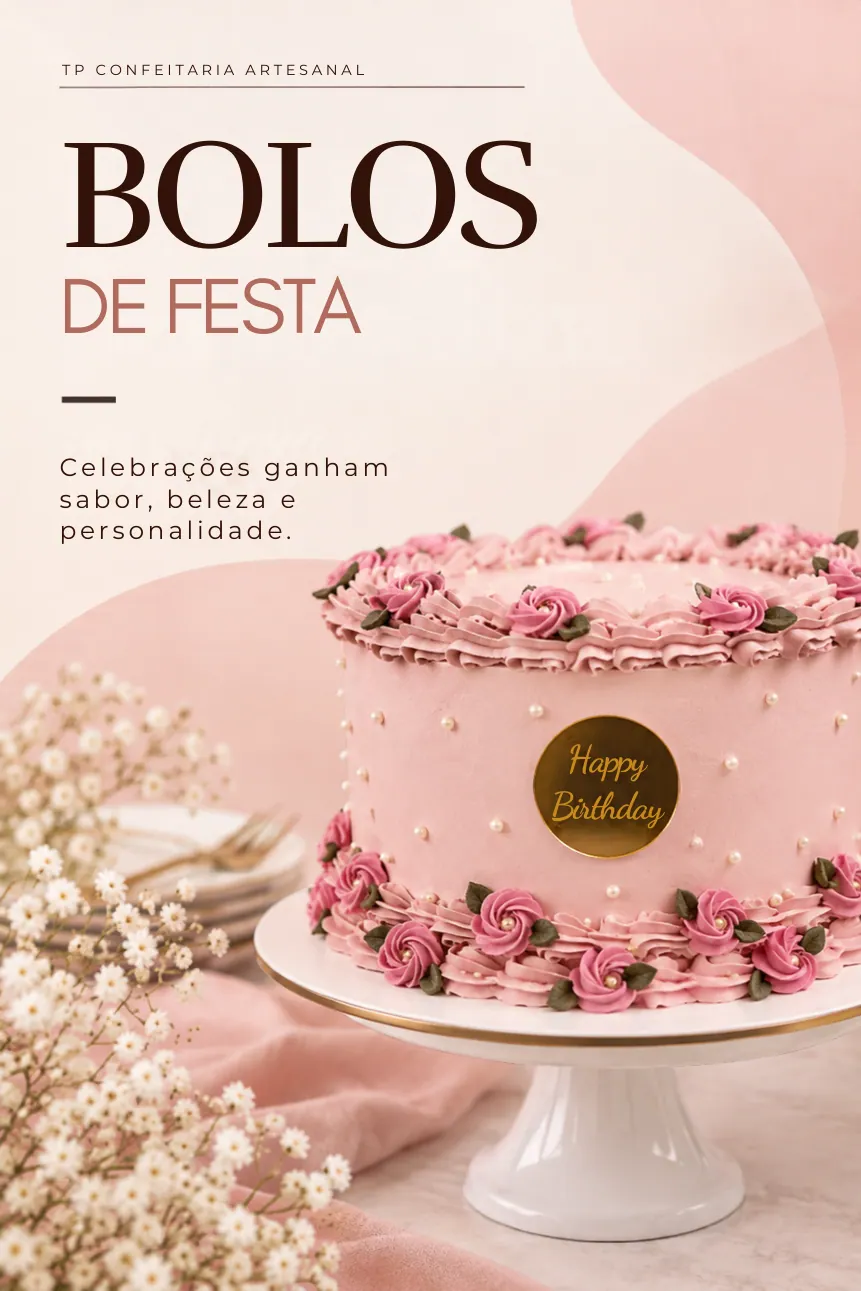 TP CONFEITARIA ARTESANAL
BOLOS
DE FESTA
Celebrações ganham
sabor, beleza e
personalidade.
Happy
Birthday